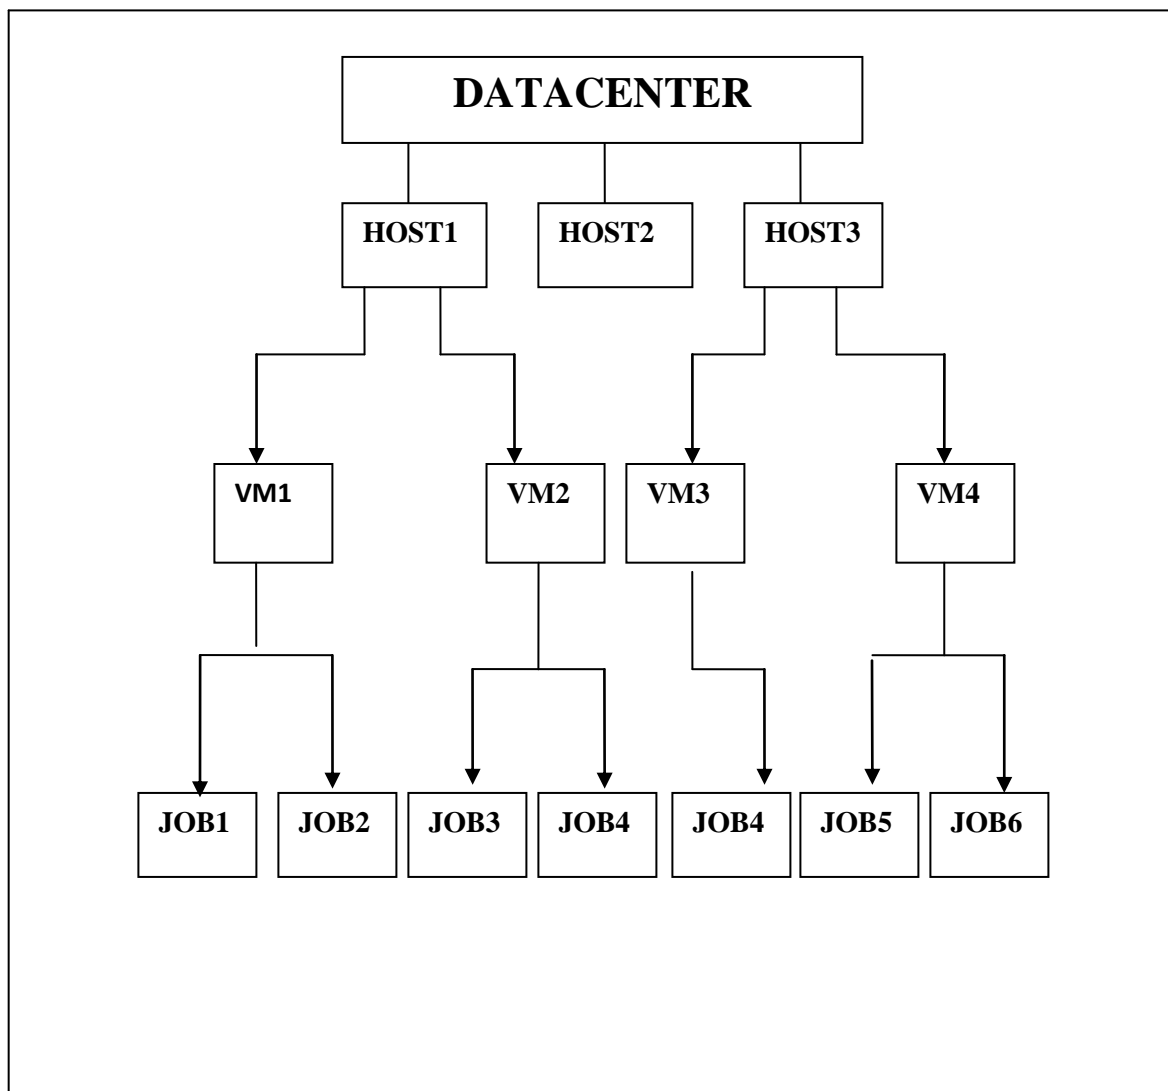 DATACENTER
HOST1
HOST2
HOST3
VM1
VM2
VM3
VM4
JOB1
JOB2
JOB3
JOB4
JOB4
JOB5
JOB6